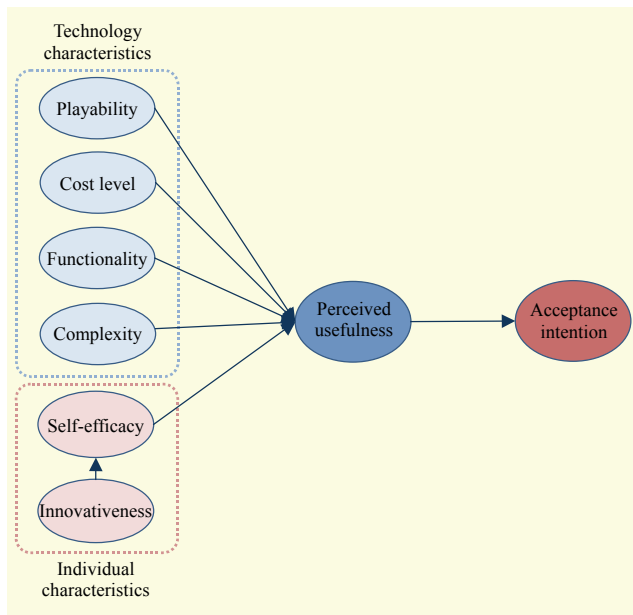 Technology
characteristics
Playability
Cost level
Functionality
Complexity
Perceived
usefulness
Acceptance
intention
Self-efficacy
Innovativeness
Individual
characteristics